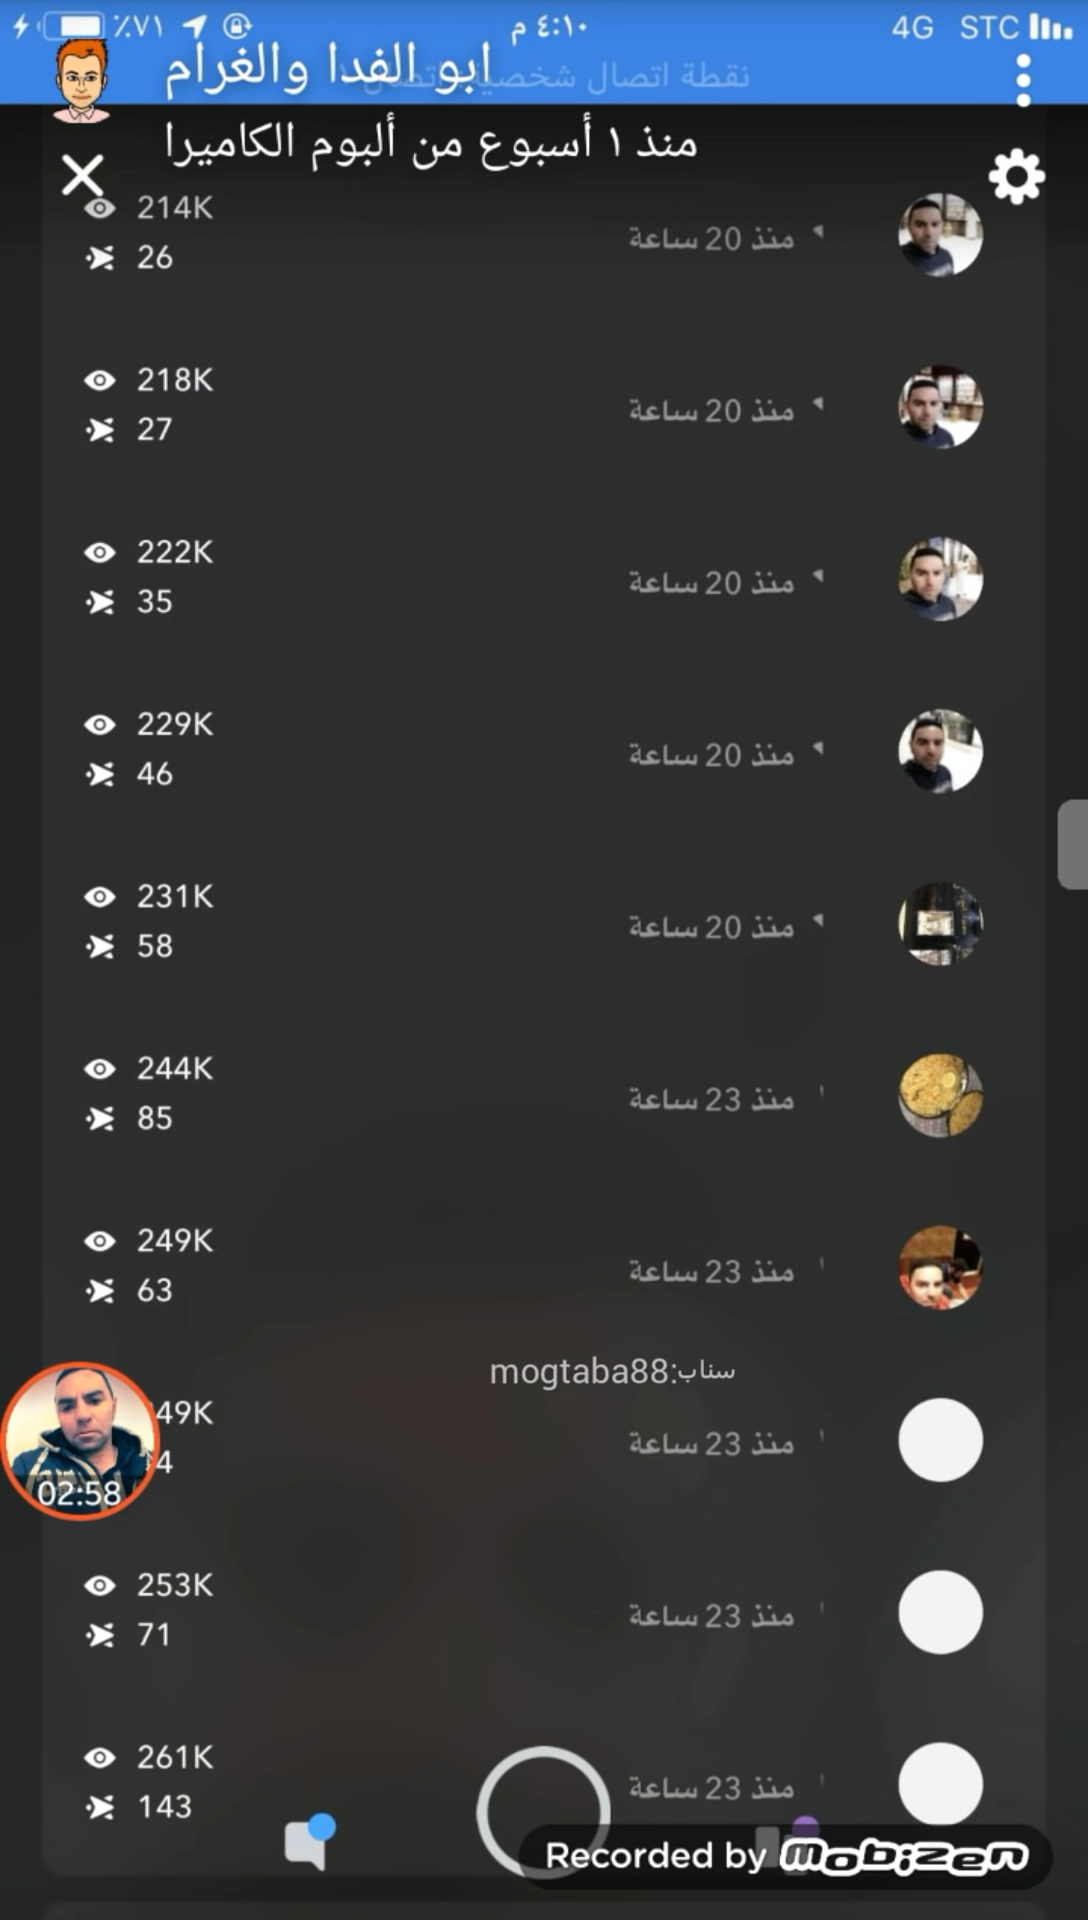 ٪٧١ ٤:١٠ م 4G STC
ابو الفدا والغرام
نقطة اتصال شخصية
منذ ١ أسبوع من ألبوم الكاميرا
214K
منذ 20 ساعة
26
218K
منذ 20 ساعة
27
222K
منذ 20 ساعة
35
229K
منذ 20 ساعة
46
231K
منذ 20 ساعة
58
244K
منذ 23 ساعة
85
249K
منذ 23 ساعة
63
سناب:mogtaba88
49K
منذ 23 ساعة
4
02:58
253K
منذ 23 ساعة
71
261K
منذ 23 ساعة
143
Recorded by mobizen